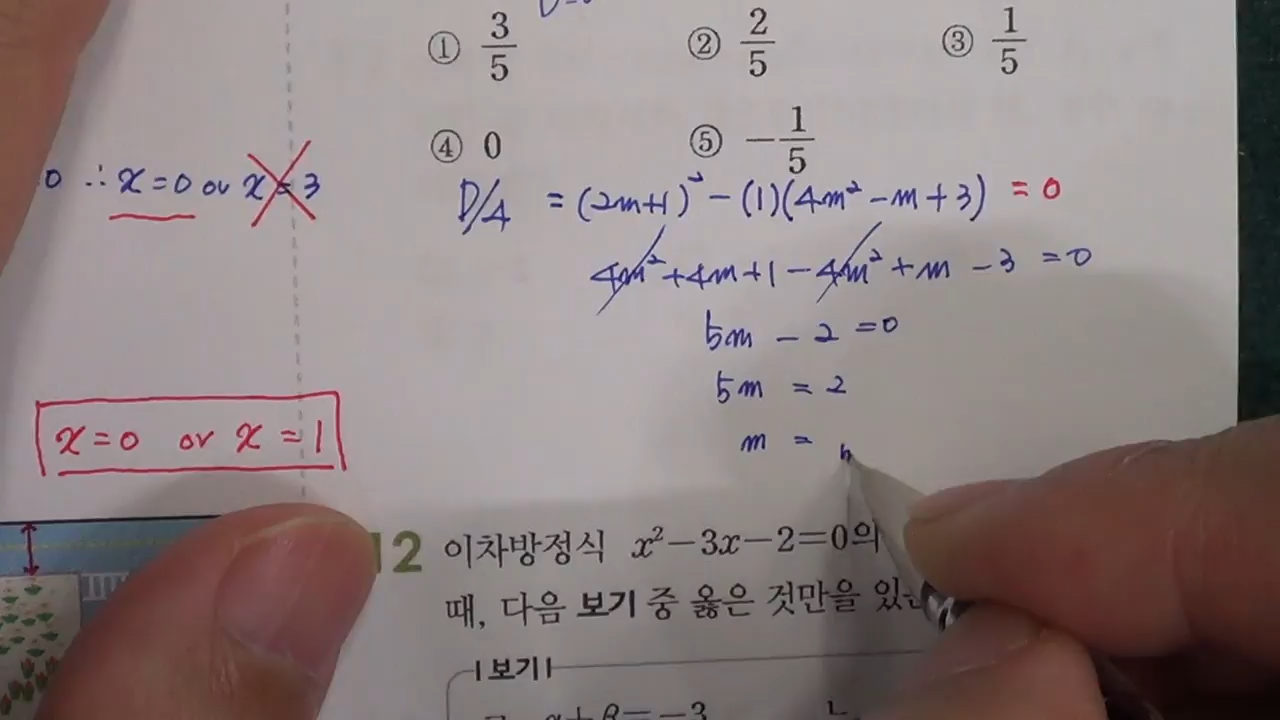 ① 3/5 ② 2/5 ③ 1/5
④ 0 ⑤ -1/5
0 ∴ x=0 or x=3
D/4 = (2m+1)² - (1)(4m² - m + 3) = 0
4m² + 4m + 1 - 4m² + m - 3 = 0
5m - 2 = 0
5m = 2
m =
x=0 or x=1
12 이차방정식 x²-3x-2=0의
때, 다음 보기 중 옳은 것만을
보기
α+β=-3